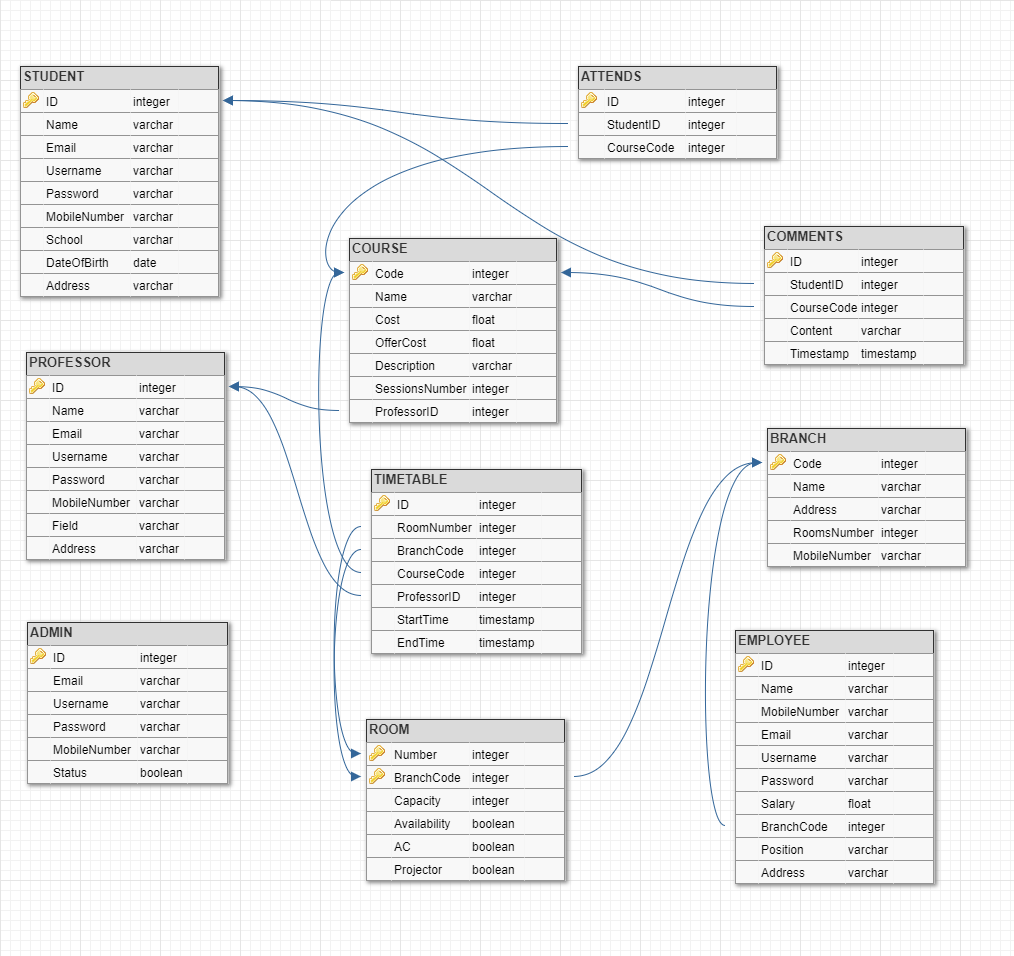 STUDENT
ID integer
Name varchar
Email varchar
Username varchar
Password varchar
MobileNumber varchar
School varchar
DateOfBirth date
Address varchar
ATTENDS
ID integer
StudentID integer
CourseCode integer
COURSE
Code integer
Name varchar
Cost float
OfferCost float
Description varchar
SessionsNumber integer
ProfessorID integer
COMMENTS
ID integer
StudentID integer
CourseCode integer
Content varchar
Timestamp timestamp
PROFESSOR
ID integer
Name varchar
Email varchar
Username varchar
Password varchar
MobileNumber varchar
Field varchar
Address varchar
TIMETABLE
ID integer
RoomNumber integer
BranchCode integer
CourseCode integer
ProfessorID integer
StartTime timestamp
EndTime timestamp
BRANCH
Code integer
Name varchar
Address varchar
RoomsNumber integer
MobileNumber varchar
ADMIN
ID integer
Email varchar
Username varchar
Password varchar
MobileNumber varchar
Status boolean
ROOM
Number integer
BranchCode integer
Capacity integer
Availability boolean
AC boolean
Projector boolean
EMPLOYEE
ID integer
Name varchar
MobileNumber varchar
Email varchar
Username varchar
Password varchar
Salary float
BranchCode integer
Position varchar
Address varchar